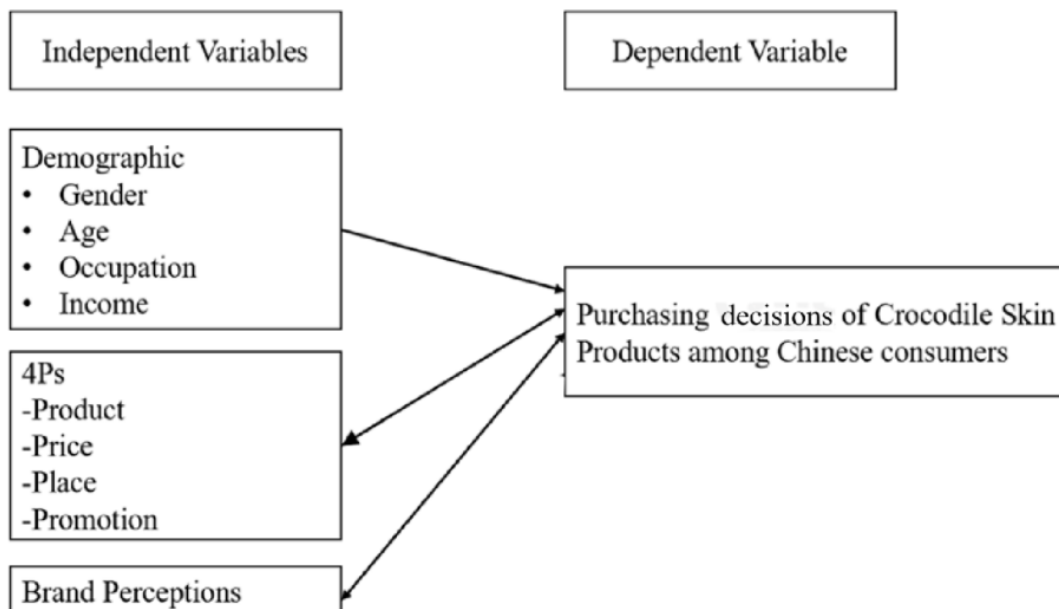 Independent Variables
Dependent Variable
Demographic
• Gender
• Age
• Occupation
• Income
Purchasing decisions of Crocodile Skin
Products among Chinese consumers
4Ps
-Product
-Price
-Place
-Promotion
Brand Perceptions